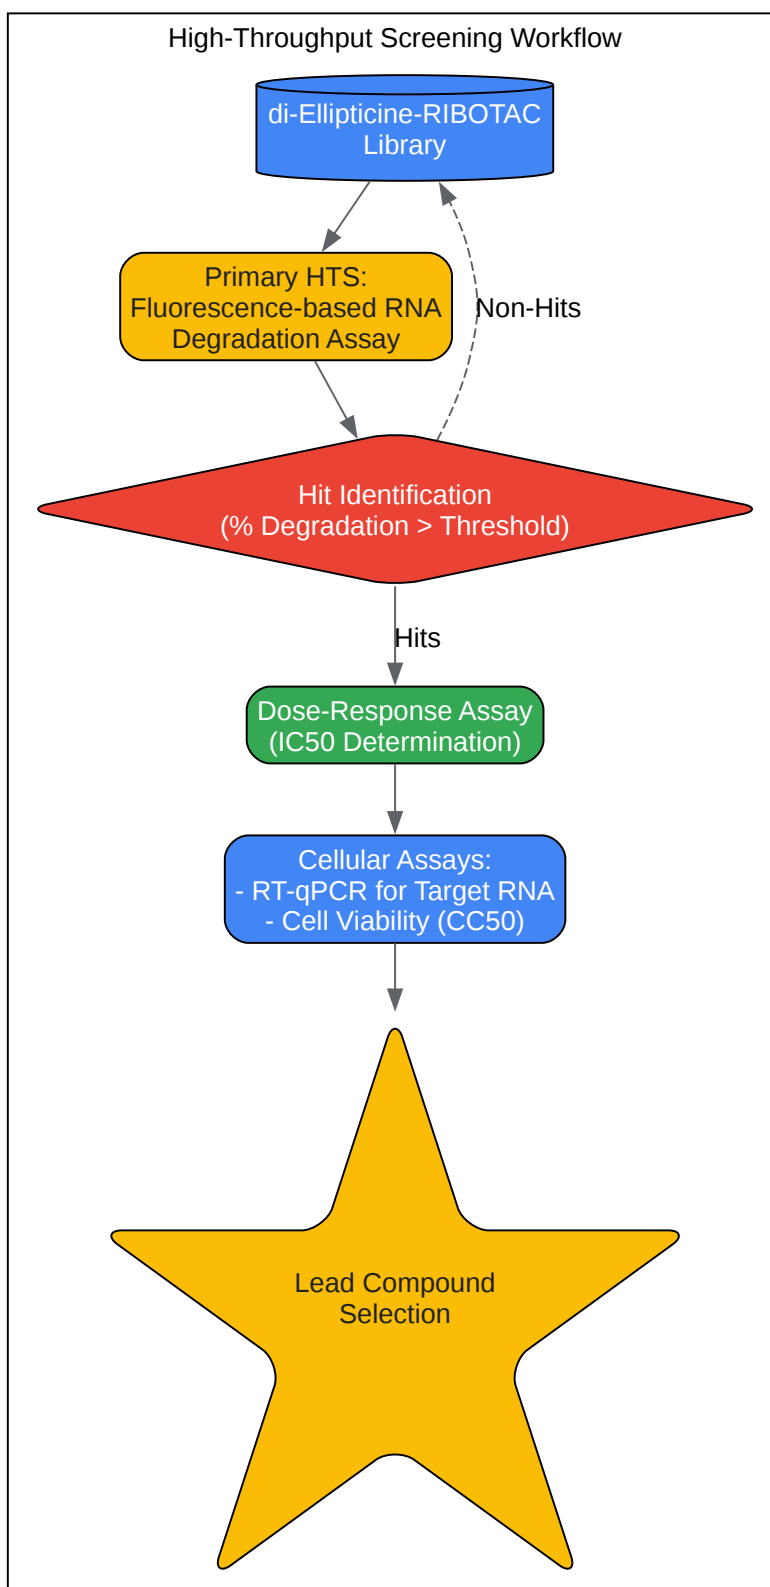 High-Throughput Screening Workflow
di-Ellipticine-RIBOTAC
Library
Primary HTS:
Fluorescence-based RNA
Degradation Assay
Non-Hits
Hit Identification
(% Degradation > Threshold)
Hits
Dose-Response Assay
(IC50 Determination)
Cellular Assays:
- RT-qPCR for Target RNA
- Cell Viability (CC50)
Lead Compound
Selection